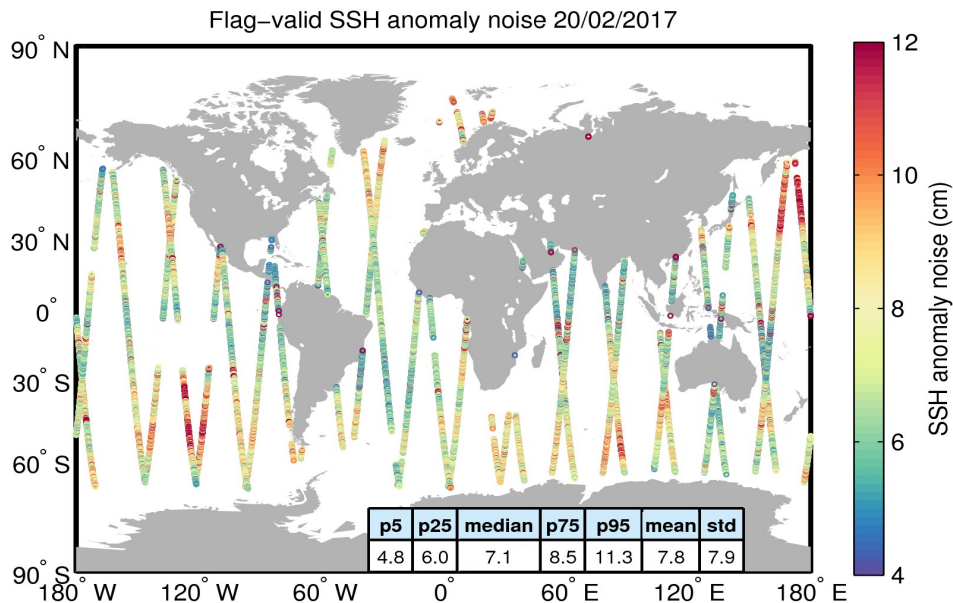 Flag−valid SSH anomaly noise 20/02/2017
90° N
60° N
30° N
0°
30° S
60° S
90° S
180° W
120° W
60° W
0°
60° E
120° E
180° E
p5 p25 median p75 p95 mean std
4.8 6.0 7.1 8.5 11.3 7.8 7.9
12
10
8
6
4
SSH anomaly noise (cm)